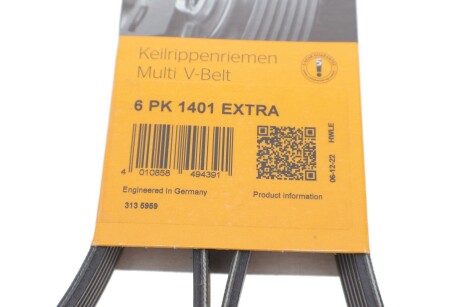 Keilrippenriemen
Multi V-Belt
6 PK 1401 EXTRA
4 010858 494391
Engineered In Germany
Product information
313 5969
06-12-22 HWLE